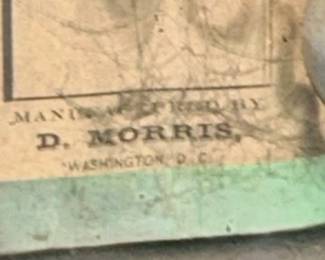 MANUFACTURED BY
D. MORRIS,
WASHINGTON, D. C.